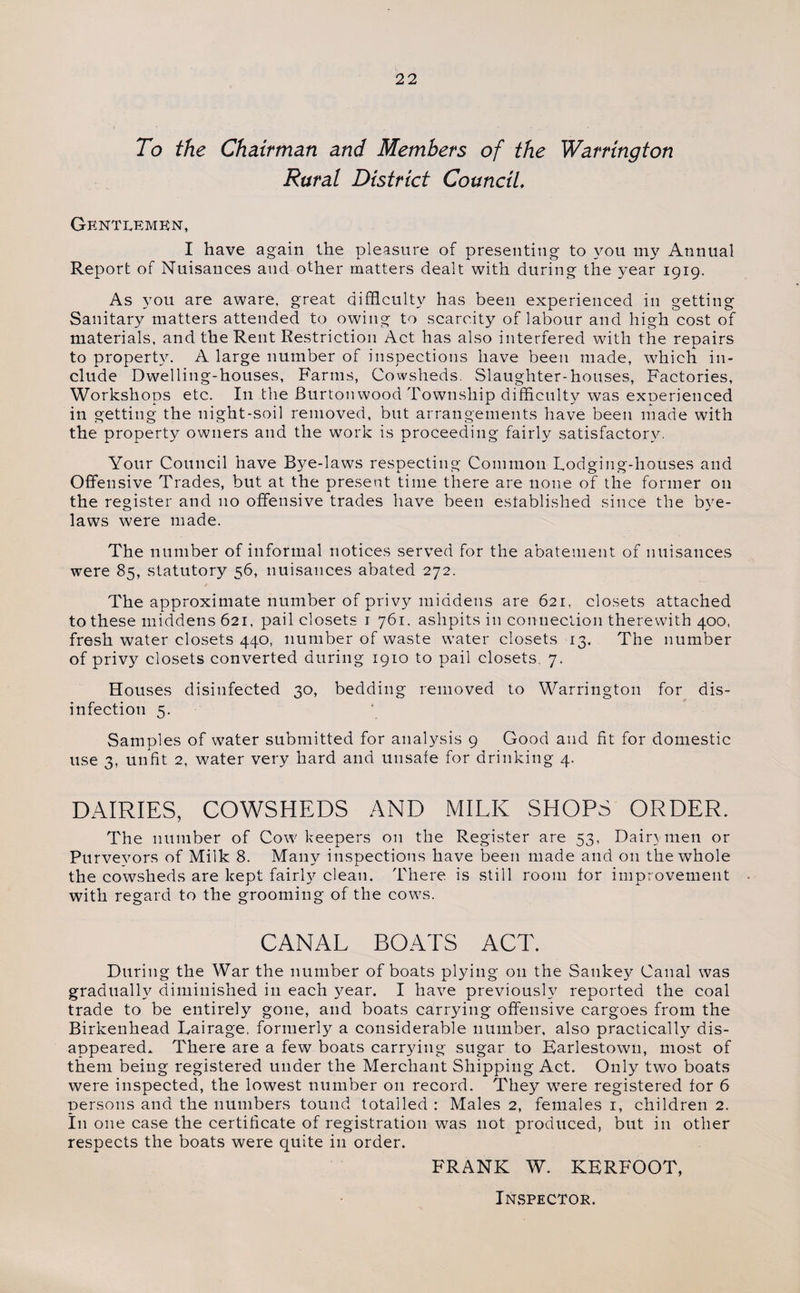 22
To the Chairman and Members of the Warrington
Rural District Council.
Gentlemen,
I have again the pleasure of presenting to you my Annual
Report of Nuisances and other matters dealt with during the year 1919.
As you are aware, great difficulty has been experienced in getting
Sanitary matters attended to owing to scarcity of labour and high cost of
materials, and the Rent Restriction Act has also interfered with the repairs
to property. A large number of inspections have been made, which in-
clude Dwelling-houses, Farms, Cowsheds. Slaughter-houses, Factories,
Workshops etc. In the Burtonwood Township difficulty was experienced
in getting the night-soil removed, but arrangements have been made with
the property owners and the work is proceeding fairly satisfactory.
Your Council have Bye-laws respecting Common Lodging-houses and
Offensive Trades, but at the present time there are none of the former on
the register and no offensive trades have been established since the bye-
laws were made.
The number of informal notices served for the abatement of nuisances
were 85, statutory 56, nuisances abated 272.
The approximate number of privy middens are 621, closets attached
to these middens 621, pail closets 1 761. ashpits in connection therewith 400,
fresh water closets 440, number of waste water closets 13. The number
of privy closets converted during 1910 to pail closets, 7.
Houses disinfected 30, bedding removed to Warrington for dis-
infection 5.
Samples of water submitted for analysis 9 Good and fit for domestic
use 3, unfit 2, water very hard and unsafe for drinking 4.
DAIRIES, COWSHEDS AND MILK SHOPS ORDER.
The number of Cow keepers on the Register are 53, Dairymen or
Purveyors of Milk 8. Many inspections have been made and on the whole
the cowsheds are kept fairly clean. There is still room for improvement
with regard to the grooming of the cows.
CANAL BOATS ACT.
During the War the number of boats plying on the Sankey Canal was
gradually diminished in each year. I have previously reported the coal
trade to be entirely gone, and boats carrying offensive cargoes from the
Birkenhead Lairage, formerly a considerable number, also practically dis-
appeared. There are a few boats carrying sugar to Earlestown, most of
them being registered under the Merchant Shipping Act. Only two boats
were inspected, the lowest number on record. They were registered for 6
persons and the numbers tound totalled : Males 2, females 1, children 2.
In one case the certificate of registration was not produced, but in other
respects the boats were quite in order.
FRANK W. KERFOOT,
Inspector.